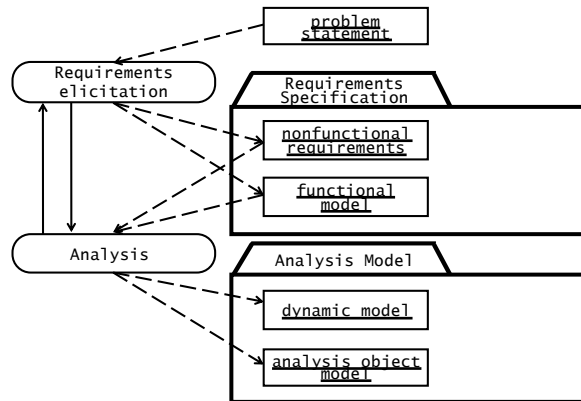 problem
statement
Requirements
elicitation
Requirements
Specification
nonfunctional
requirements
functional
model
Analysis
Analysis Model
dynamic model
analysis object
model